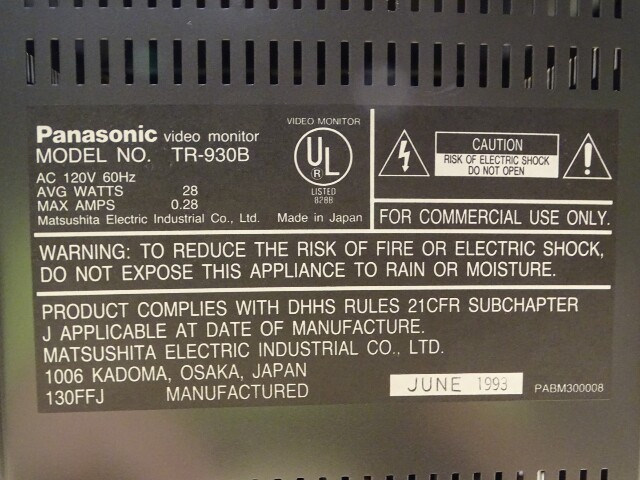 Panasonic video monitor
MODEL NO. TR-930B
AC 120V 60Hz
AVG WATTS 28
MAX AMPS 0.28
Matsushita Electric Industrial Co., Ltd. Made in Japan
VIDEO MONITOR
UL
®
LISTED
828B
CAUTION
RISK OF ELECTRIC SHOCK
DO NOT OPEN
!
FOR COMMERCIAL USE ONLY.
WARNING: TO REDUCE THE RISK OF FIRE OR ELECTRIC SHOCK,
DO NOT EXPOSE THIS APPLIANCE TO RAIN OR MOISTURE.
PRODUCT COMPLIES WITH DHHS RULES 21CFR SUBCHAPTER
J APPLICABLE AT DATE OF MANUFACTURE.
MATSUSHITA ELECTRIC INDUSTRIAL CO., LTD.
1006 KADOMA, OSAKA, JAPAN
130FFJ MANUFACTURED JUNE 1993 PABM300008